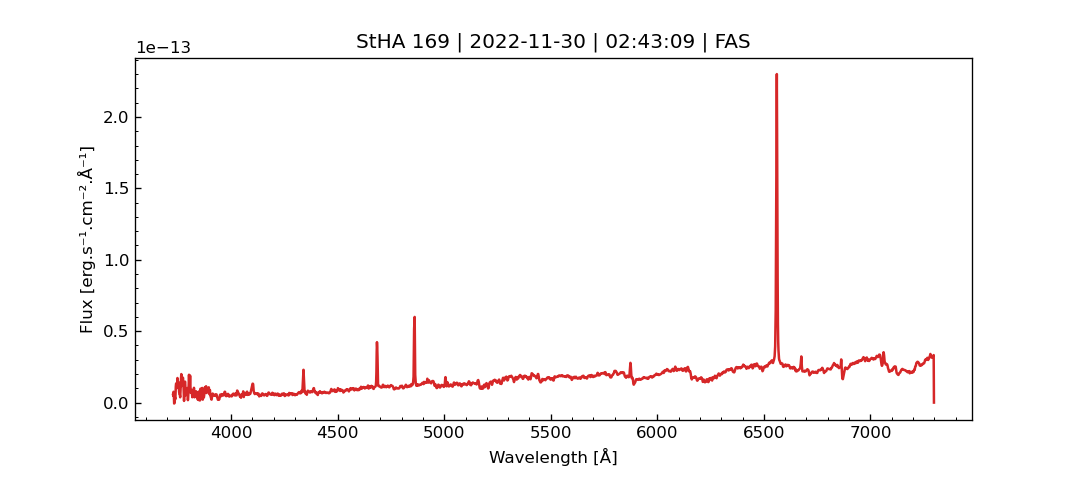 StHA 169 | 2022-11-30 | 02:43:09 | FAS
1e−13
2.0
1.5
1.0
0.5
0.0
Flux [erg.s⁻¹.cm⁻².Å⁻¹]
4000 4500 5000 5500 6000 6500 7000
Wavelength [Å]